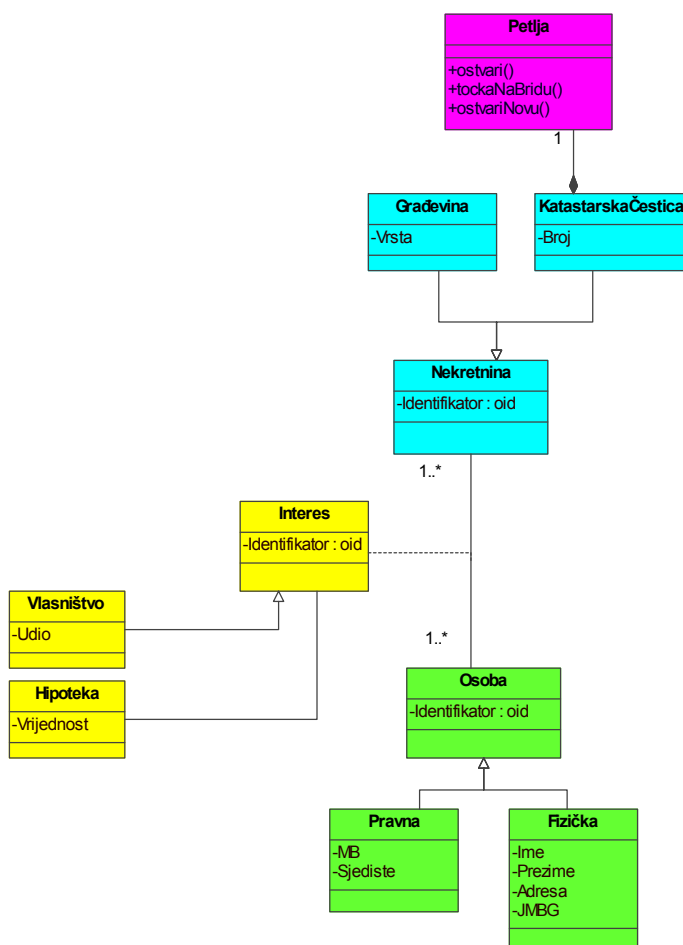 Petlja
+ostvari()
+tockaNaBridu()
+ostvariNovu()
1
Građevina
-Vrsta
KatastarskaČestica
-Broj
Nekretnina
-Identifikator : oid
1..*
Interes
-Identifikator : oid
Vlasništvo
-Udio
1..*
Hipoteka
-Vrijednost
Osoba
-Identifikator : oid
Pravna
-MB
-Sjediste
Fizička
-Ime
-Prezime
-Adresa
-JMBG